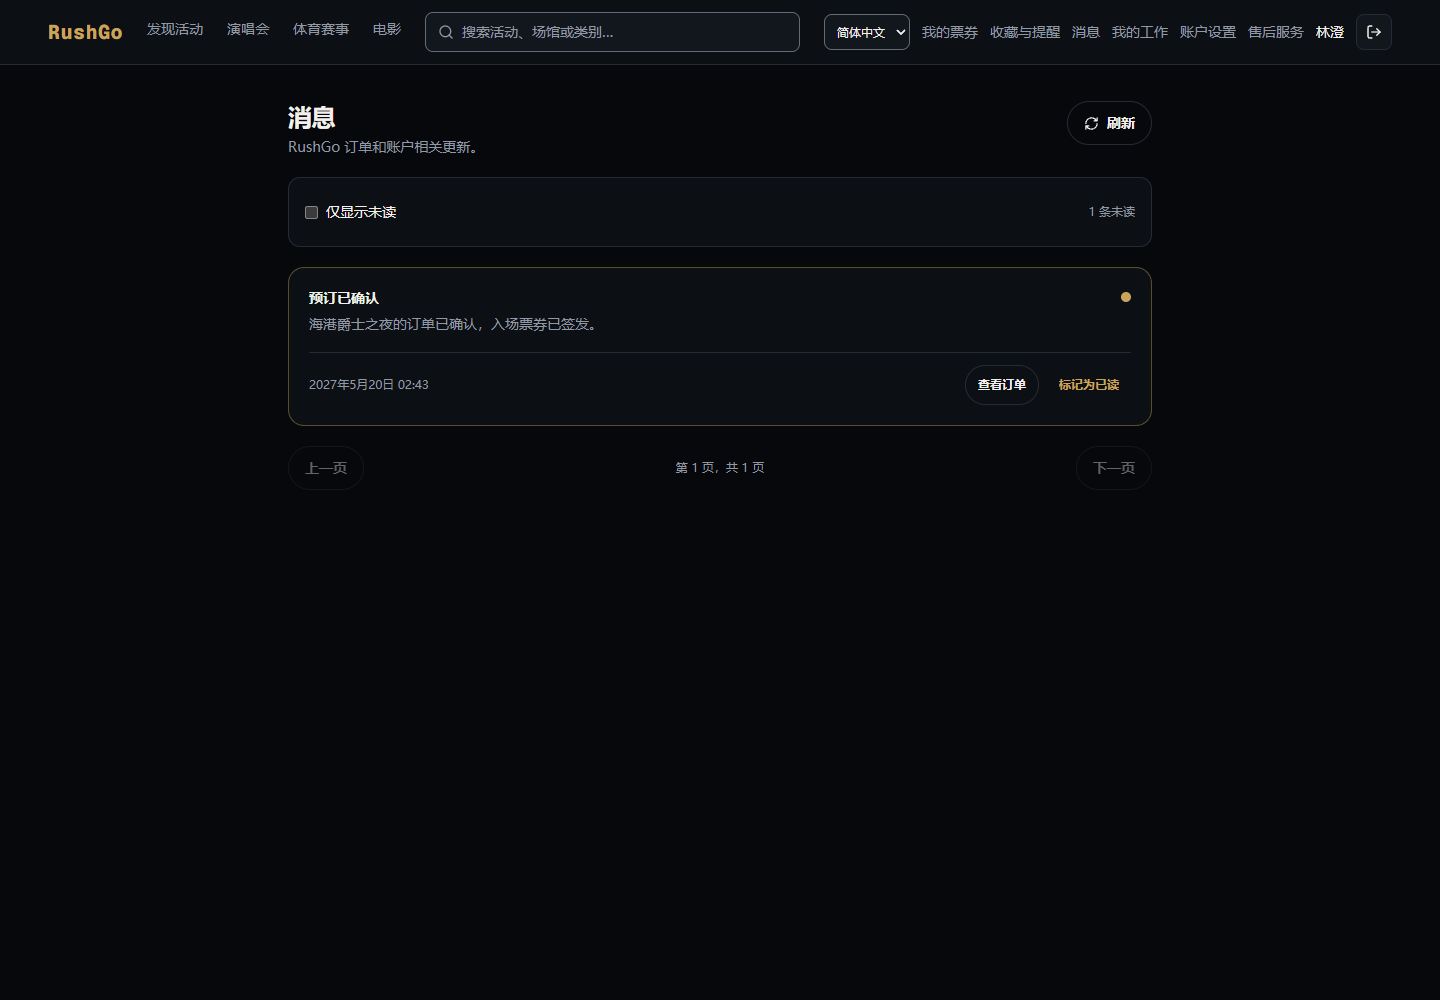 RushGo 发现活动 演唱会 体育赛事 电影 搜索活动、场馆或类别... 简体中文 我的票券 收藏与提醒 消息 我的工作 账户设置 售后服务 林澄
消息
刷新
RushGo 订单和账户相关更新。
仅显示未读 1 条未读
预订已确认
海港爵士之夜的订单已确认，入场票券已签发。
2027年5月20日 02:43 查看订单 标记为已读
上一页 第 1 页，共 1 页 下一页